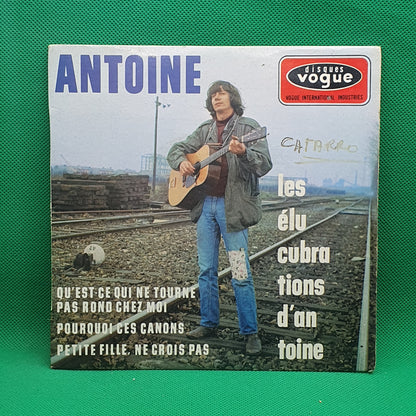 ANTOINE
disques
vogue
VOGUE INTERNATIONAL INDUSTRIES
CAPARRO
les
élu
cubra
tions
d'an
toine
QU'EST-CE QUI NE TOURNE
PAS ROND CHEZ MOI
POURQUOI CES CANONS
PETITE FILLE, NE CROIS PAS